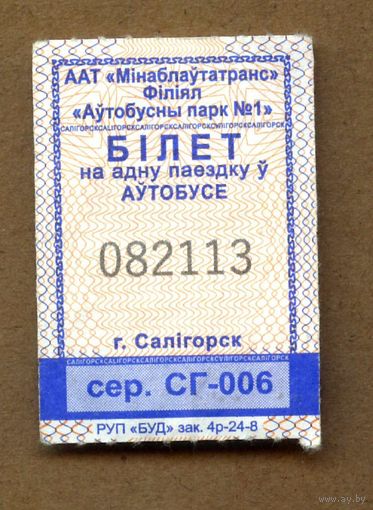 ААТ «Мінаблаўтатранс»
Філіял
«Аўтобусны парк №1»
САЛІГОРСКСАЛІГОРСКСАЛІГОРСКСАЛІГОРСКСАЛІГОРСК
БІЛЕТ
на адну паездку ў
АЎТОБУСЕ
082113
г. Салігорск
САЛІГОРСКСАЛІГОРСКСАЛІГОРСКСАЛІГОРСКСАЛІГОРСК
сер. СГ-006
РУП «БУД» зак. 4р-24-8
www.ay.by